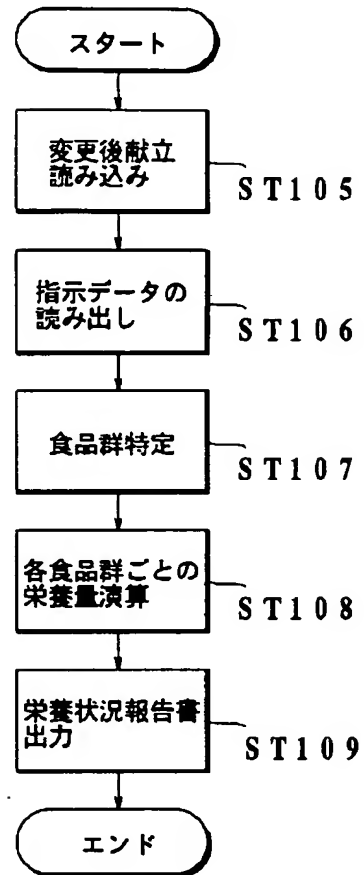 スタート
変更後献立
読み込み
ST105
指示データの
読み出し
ST106
食品群特定
ST107
各食品群ごとの
栄養量演算
ST108
栄養状況報告書
出力
ST109
エンド